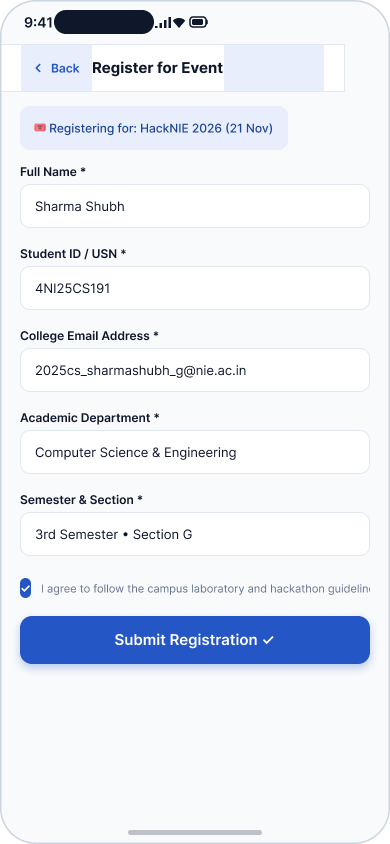 9:41
Back Register for Event
🎟️ Registering for: HackNIE 2026 (21 Nov)
Full Name *
Sharma Shubh
Student ID / USN *
4NI25CS191
College Email Address *
2025cs_sharmashubh_g@nie.ac.in
Academic Department *
Computer Science & Engineering
Semester & Section *
3rd Semester • Section G
I agree to follow the campus laboratory and hackathon guidelin
Submit Registration ✓